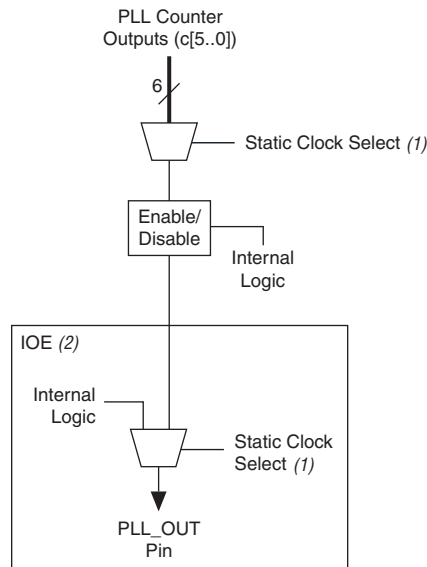 PLL Counter
Outputs (c[5..0])
6
Static Clock Select (1)
Enable/
Disable
Internal
Logic
IOE (2)
Internal
Logic
Static Clock
Select (1)
PLL_OUT
Pin